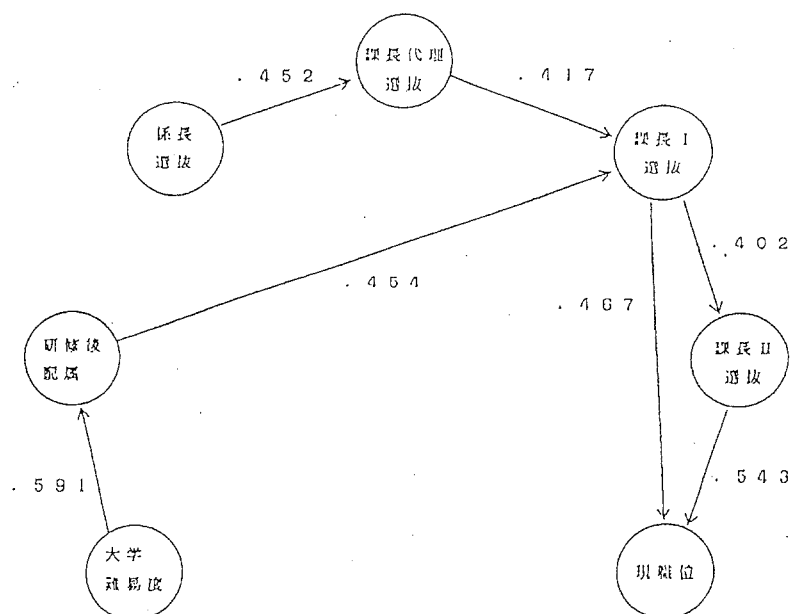 課長代理
選抜
.452
.417
係長
選抜
課長I
選抜
.402
.454
.467
研修後
配属
課長II
選抜
.591
.543
大学
難易度
現職位